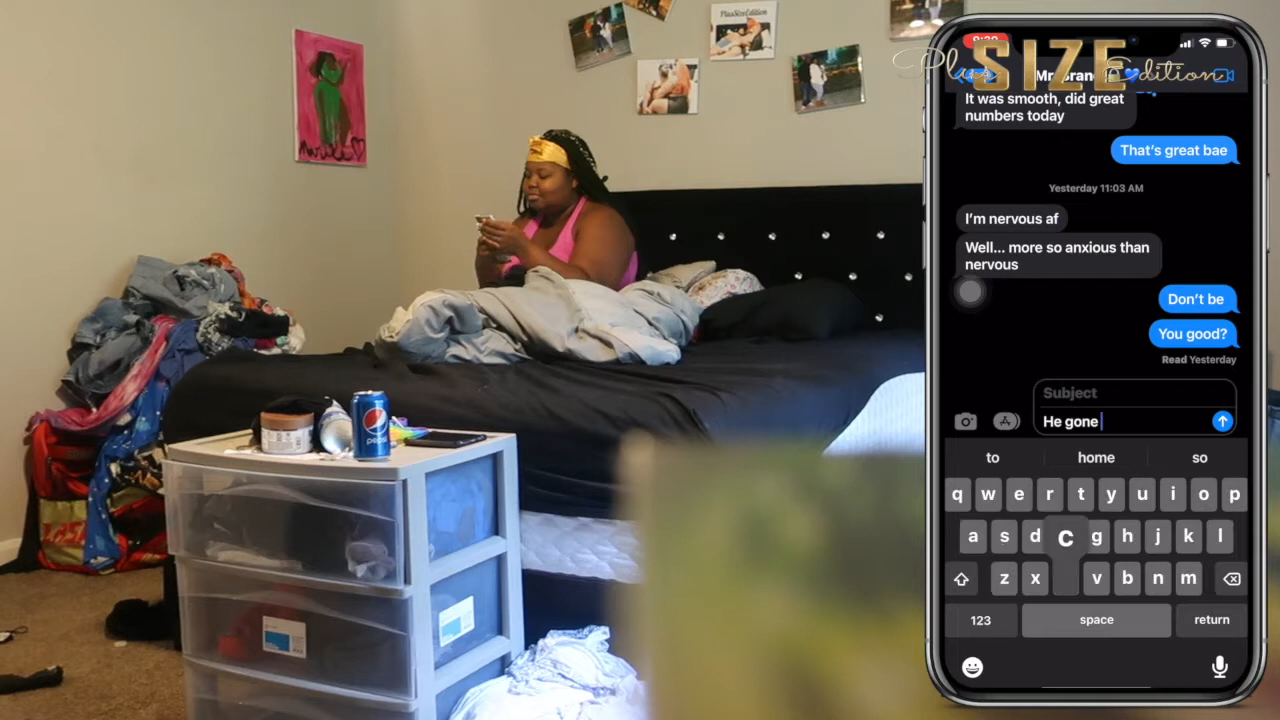 PlusSizeEdition
pepsi
Plus SIZE Edition
It was smooth, did great
numbers today
That's great bae
Yesterday 11:03 AM
I'm nervous af
Well... more so anxious than
nervous
Don't be
You good?
Read Yesterday
Subject
He gone
to home so
q w e r t y u i o p
a s d g h j k l
c
z x v b n m
123 space return